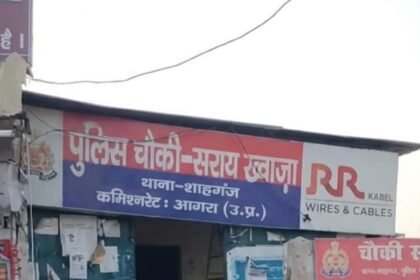 है।
पुलिस चौकी-सराय ख्वाज़ा
थाना-शाहगंज
कमिश्नरेट : आगरा (उ.प्र.)
RR
KABEL
WIRES & CABLES
चौकी